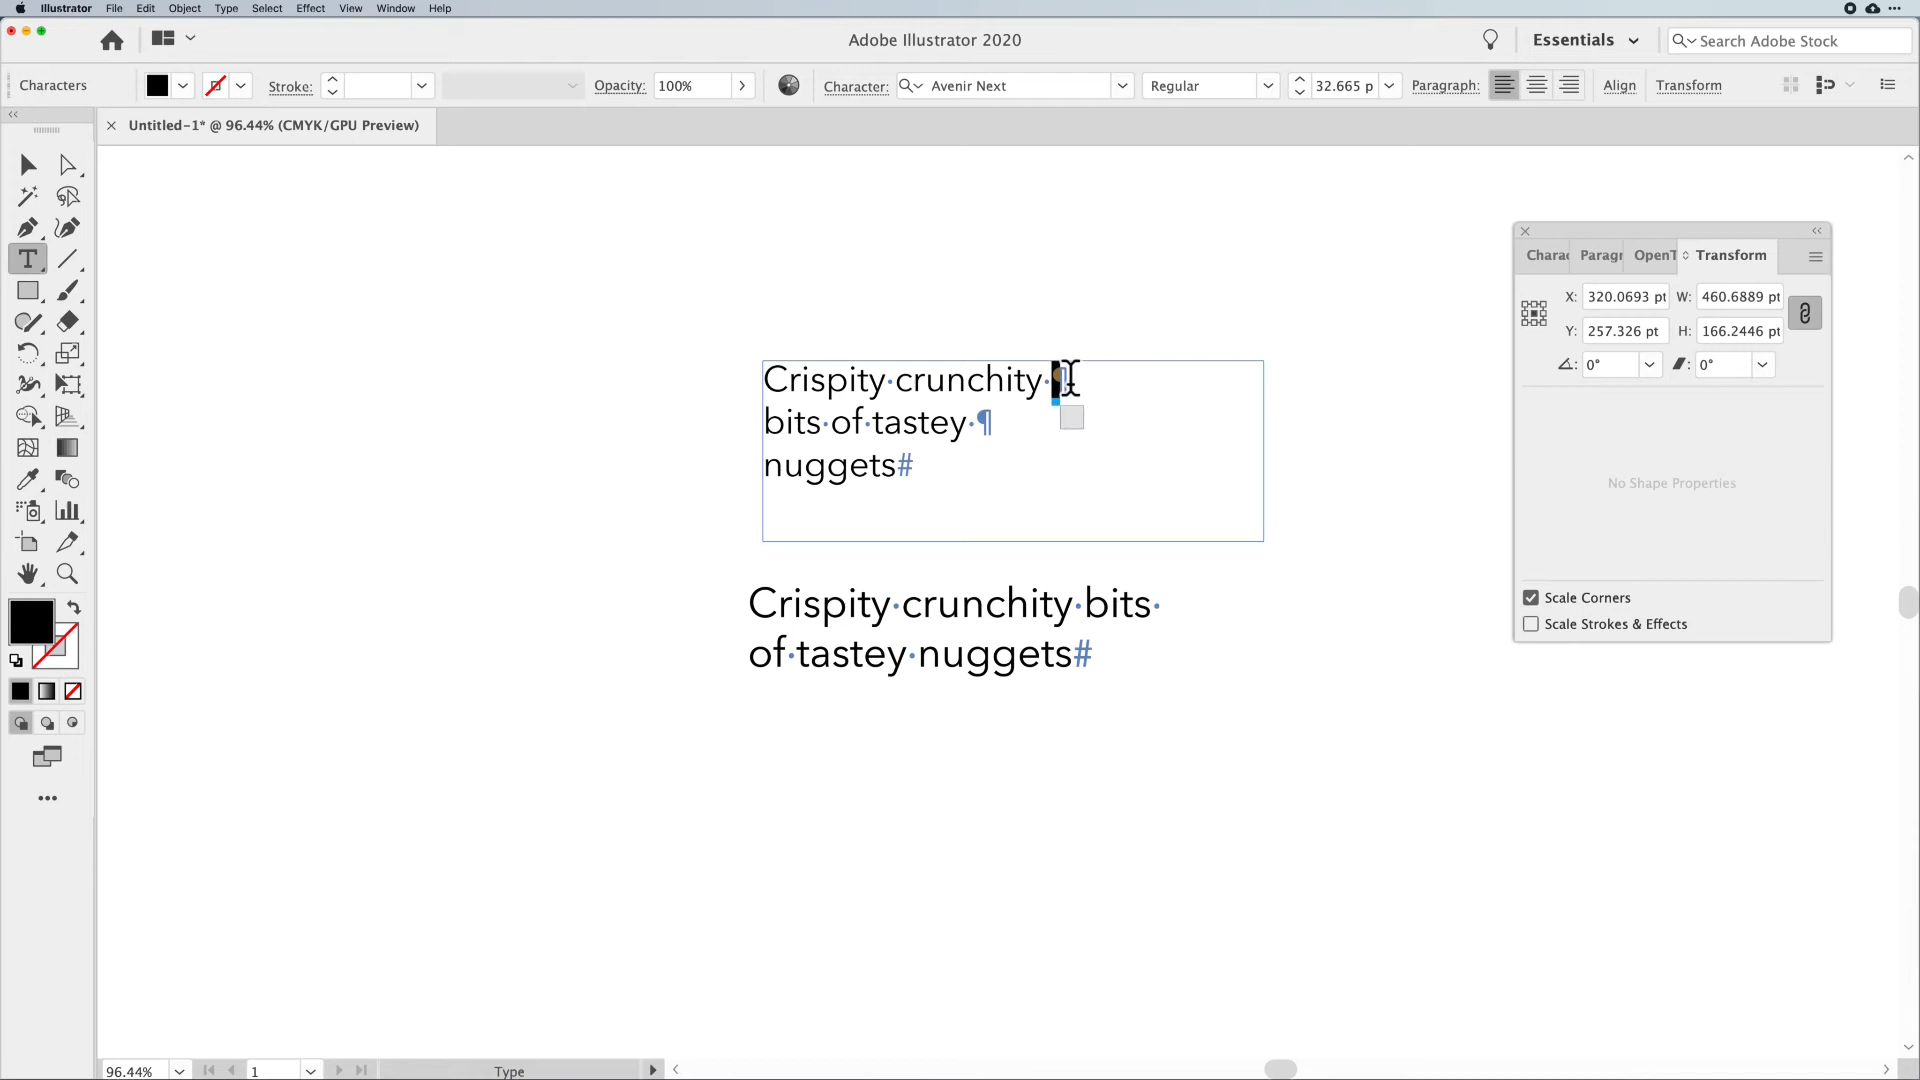 Illustrator File Edit Object Type Select Effect View Window Help
Adobe Illustrator 2020
Essentials
Search Adobe Stock
Characters
Stroke:
Opacity: 100%
Character: Avenir Next
Regular
32.665 p
Paragraph:
Align
Transform
Untitled-1* @ 96.44% (CMYK/GPU Preview)
Charac Paragr OpenT Transform
X: 320.0693 pt W: 460.6889 pt
Y: 257.326 pt H: 166.2446 pt
0° 0°
No Shape Properties
Scale Corners
Scale Strokes & Effects
Crispity·crunchity·¶
bits·of·tastey·¶
nuggets#
Crispity·crunchity·bits·
of·tastey·nuggets#
96.44% 1 Type